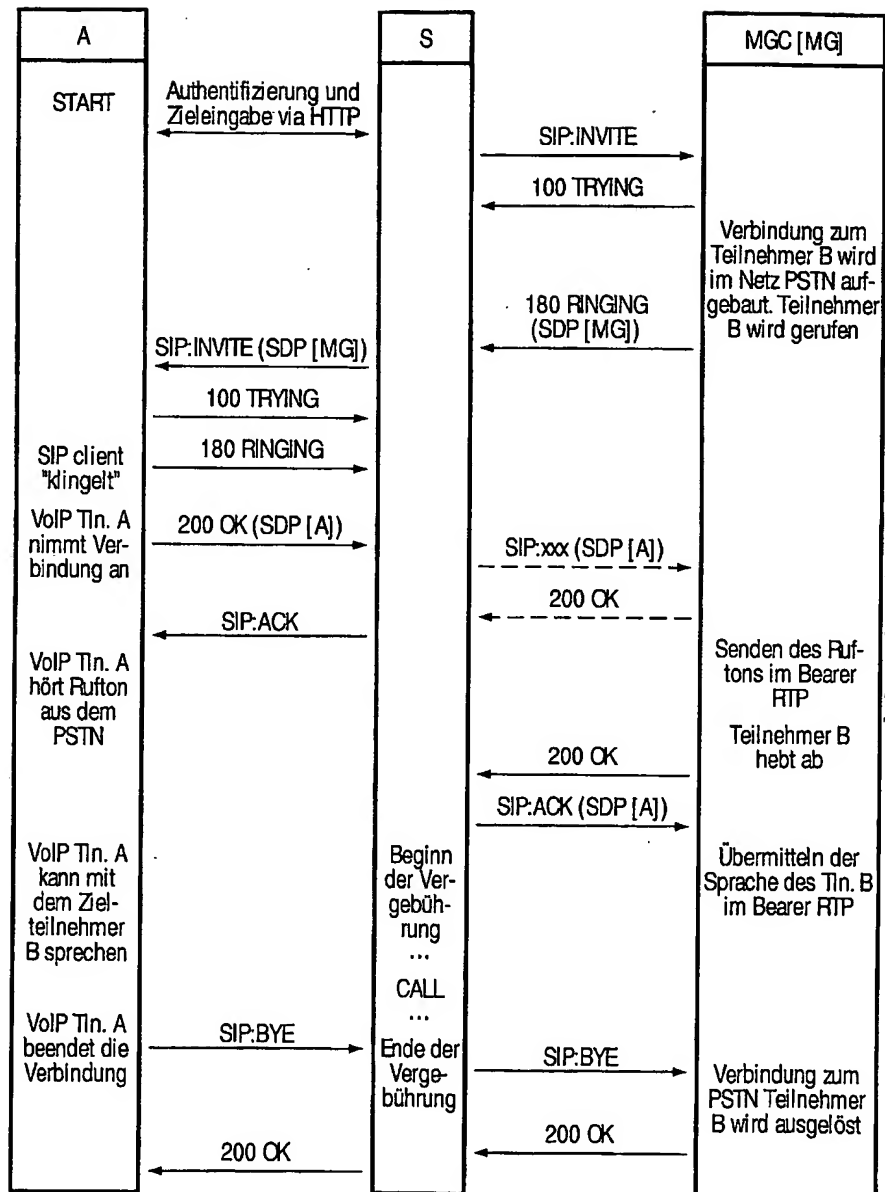 A
S
MGC [MG]
START
Authentifizierung und
Zieleingabe via HTTP
SIP:INVITE
100 TRYING
Verbindung zum
Teilnehmer B wird
im Netz PSTN auf-
gebaut. Teilnehmer
B wird gerufen
180 RINGING
(SDP [MG])
SIP:INVITE (SDP [MG])
100 TRYING
180 RINGING
SIP client
"klingelt"
VoIP Tln. A
nimmt Ver-
bindung an
200 OK (SDP [A])
SIP:xxx (SDP [A])
200 OK
SIP:ACK
VoIP Tln. A
hört Rufton
aus dem
PSTN
Senden des Ruf-
tons im Bearer
RTP
Teilnehmer B
hebt ab
200 OK
SIP:ACK (SDP [A])
VoIP Tln. A
kann mit
dem Ziel-
teilnehmer
B sprechen
Beginn
der Ver-
gebüh-
rung
...
CALL
...
Übermitteln der
Sprache des Tln. B
im Bearer RTP
VoIP Tln. A
beendet die
Verbindung
SIP:BYE
Ende der
Verge-
bührung
SIP:BYE
Verbindung zum
PSTN Teilnehmer
B wird ausgelöst
200 OK
200 OK